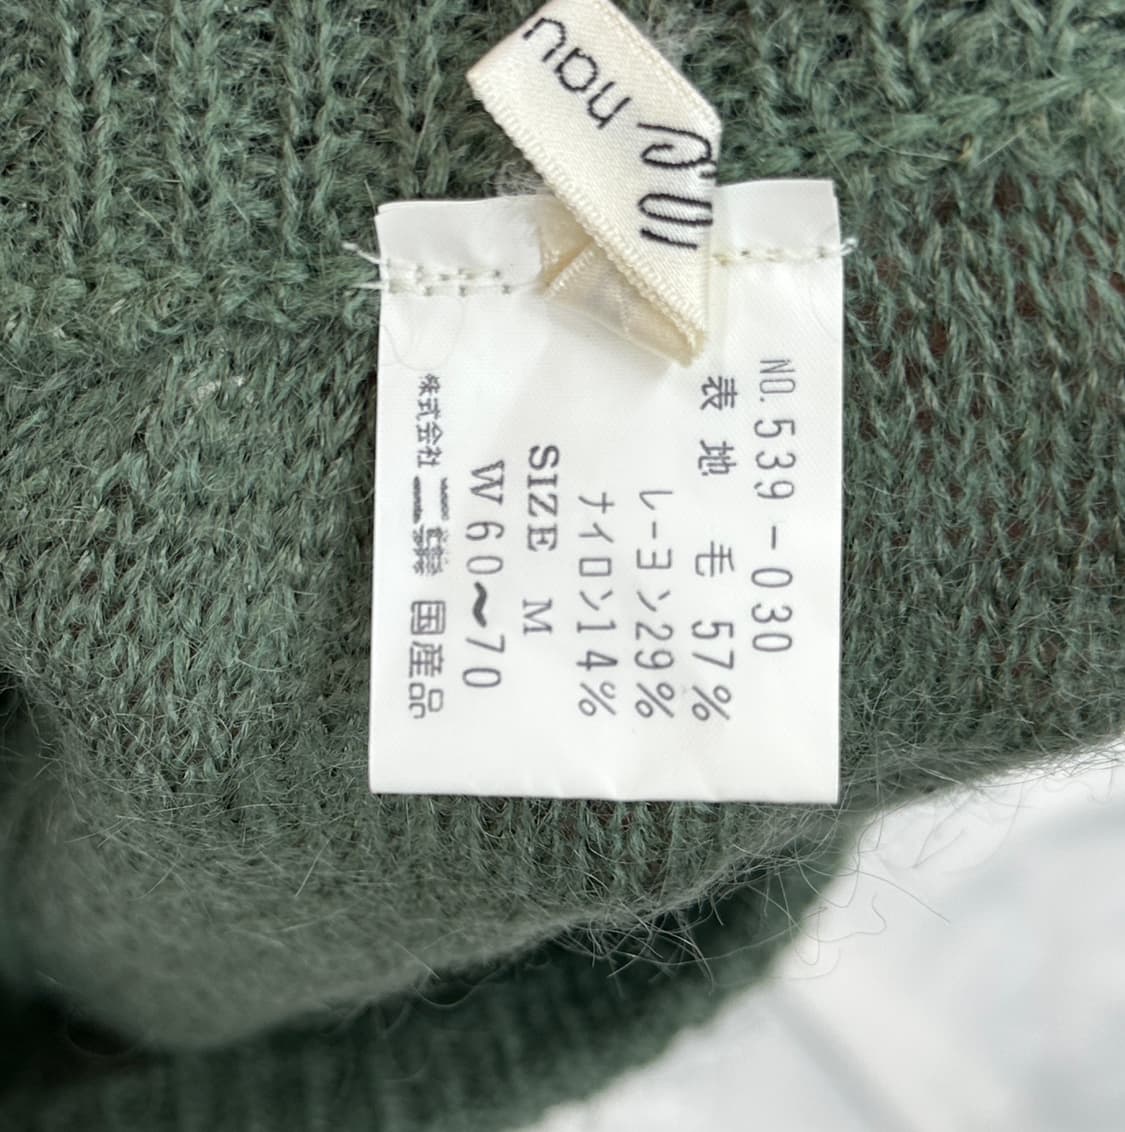 nau
NO.539-030
表地 毛 57%
レーヨン29%
ナイロン14%
SIZE M
W60~70
株式会社 国産品